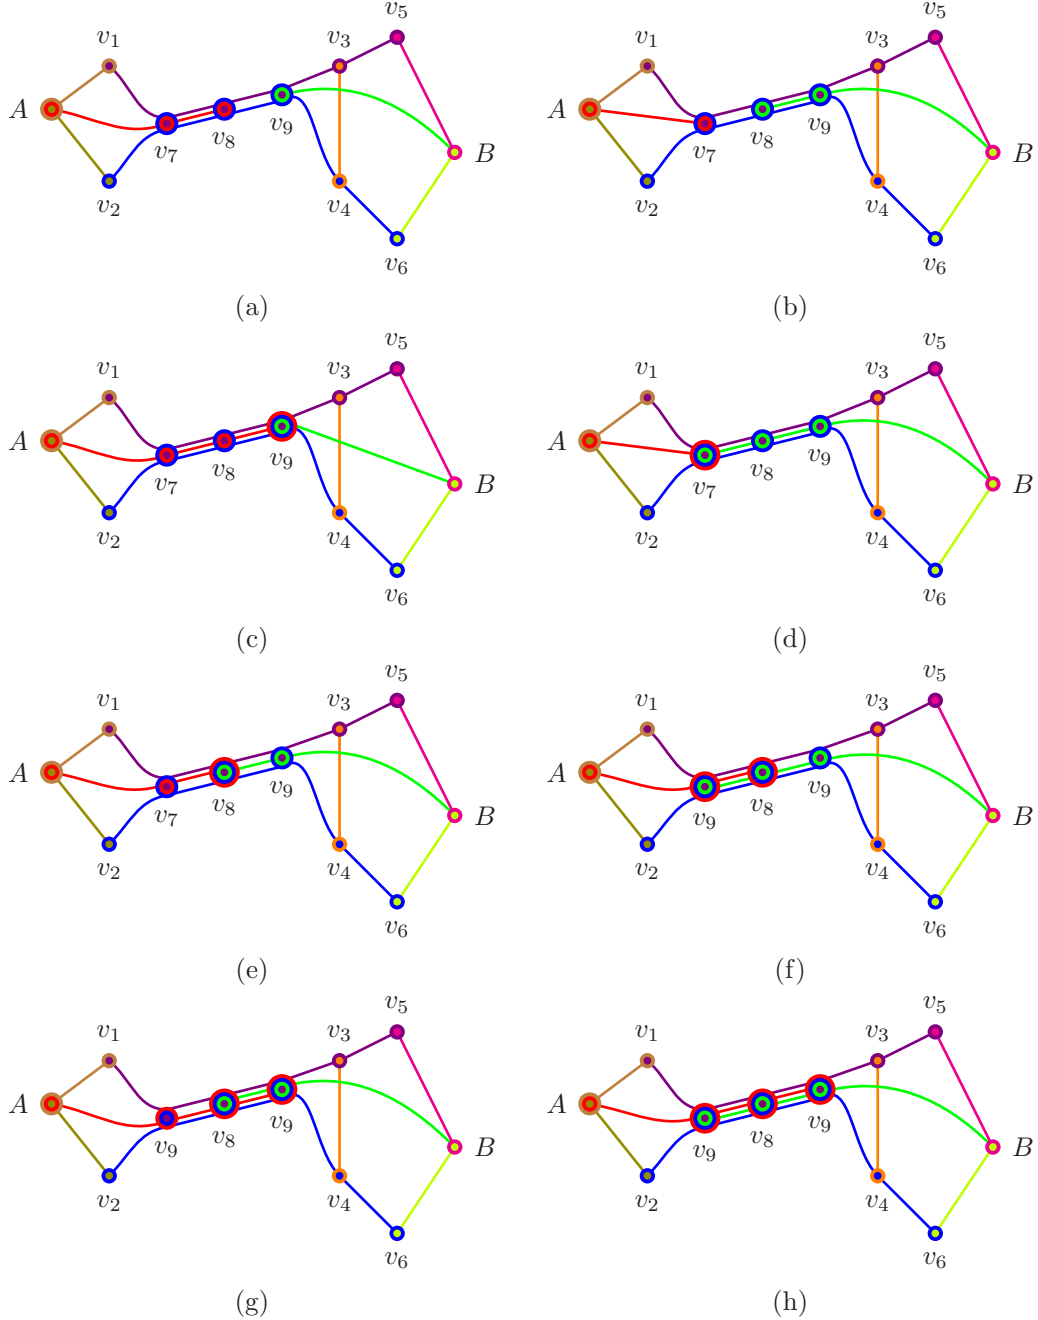 v5 v5
v1 v3 v1 v3
A A
v8 v9 v8 v9
v7 B v7 B
v2 v4 v2 v4
v6 v6
(a) (b)
v5 v5
v1 v3 v1 v3
A A
v8 v9 v8 v9
v7 B v7 B
v2 v4 v2 v4
v6 v6
(c) (d)
v5 v5
v1 v3 v1 v3
A A
v8 v9 v8 v9
v7 B v9 B
v2 v4 v2 v4
v6 v6
(e) (f)
v5 v5
v1 v3 v1 v3
A A
v8 v9 v8 v9
v9 B v9 B
v2 v4 v2 v4
v6 v6
(g) (h)